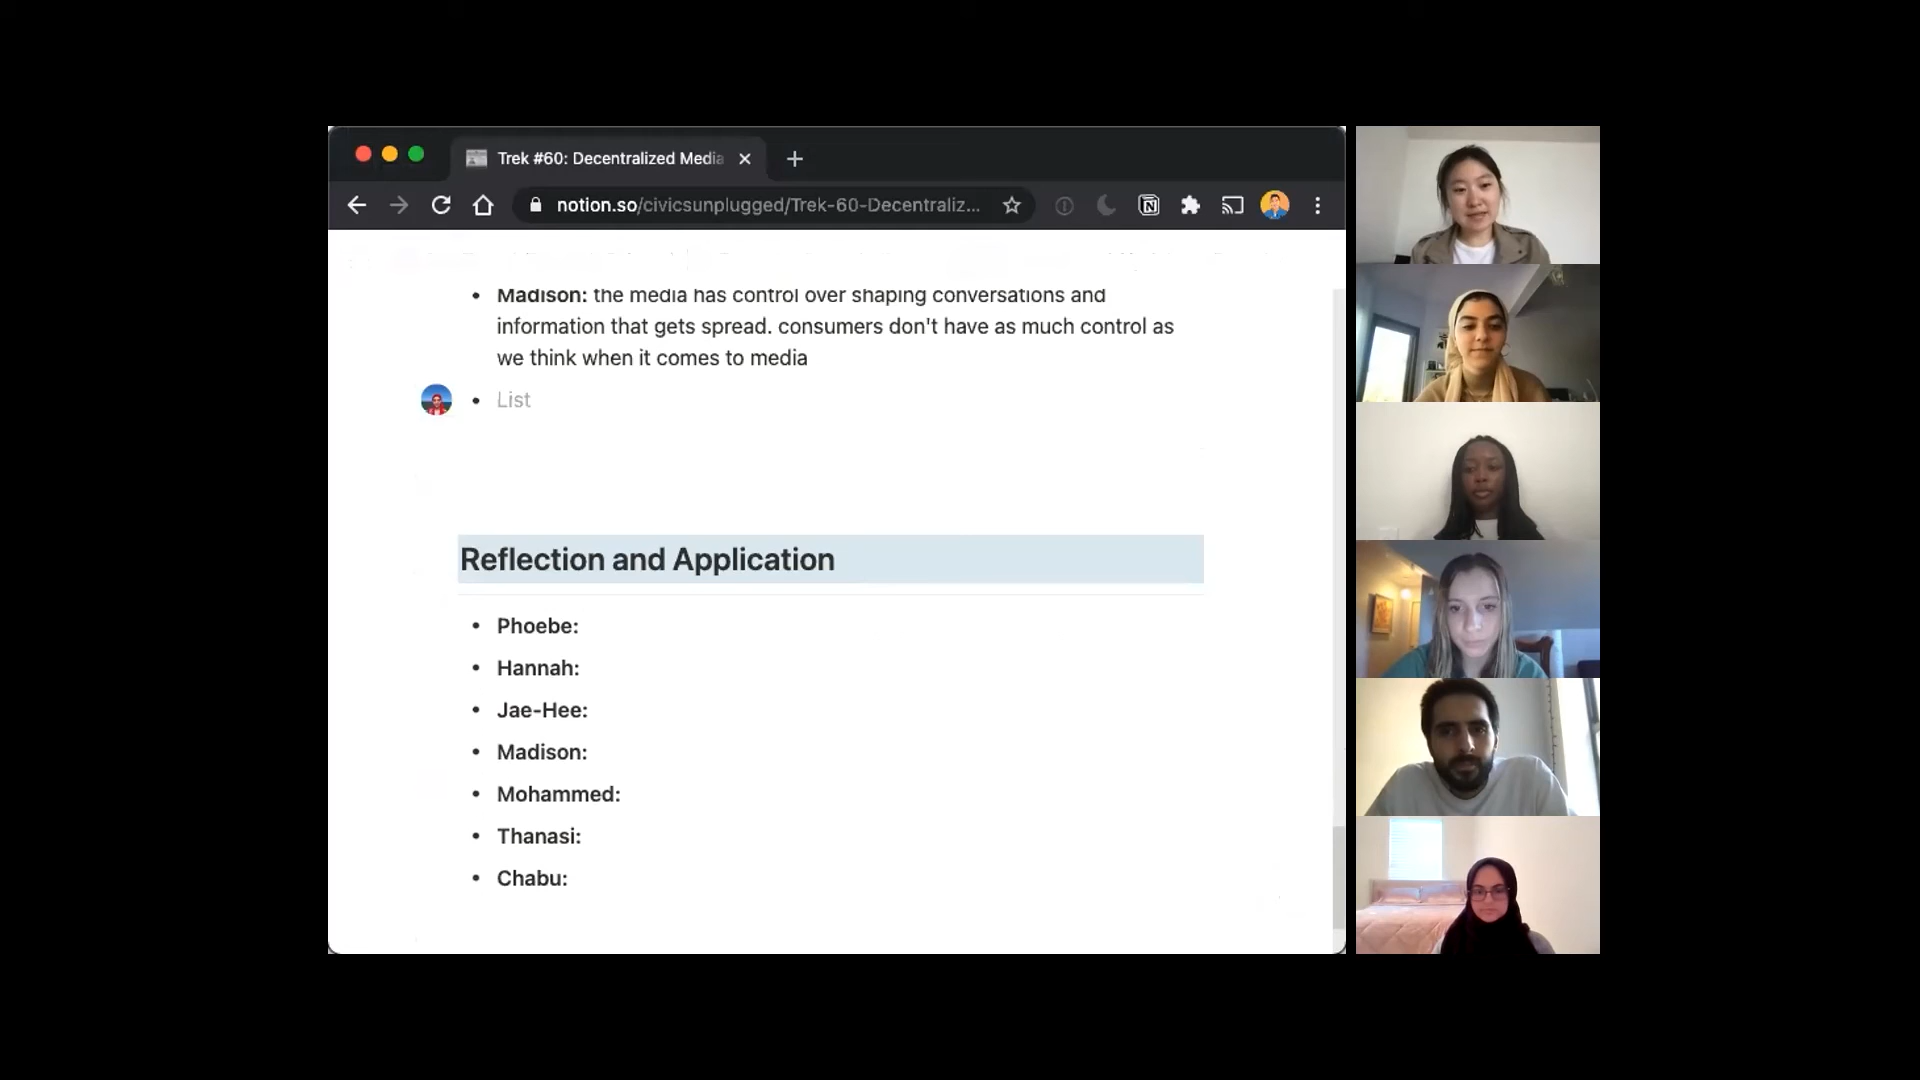 Trek #60: Decentralized Media
notion.so/civicsunplugged/Trek-60-Decentraliz...
• Madison: the media has control over shaping conversations and
information that gets spread. consumers don't have as much control as
we think when it comes to media
• List
Reflection and Application
• Phoebe:
• Hannah:
• Jae-Hee:
• Madison:
• Mohammed:
• Thanasi:
• Chabu: